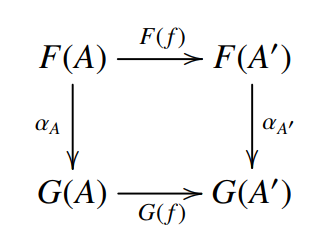 F(f)
F(A) F(A′)
α_A α_{A′}
G(A) G(A′)
G(f)